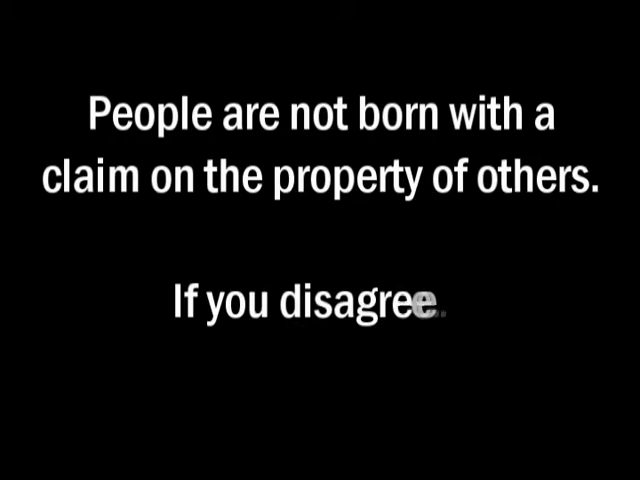 People are not born with a
claim on the property of others.
If you disagree..